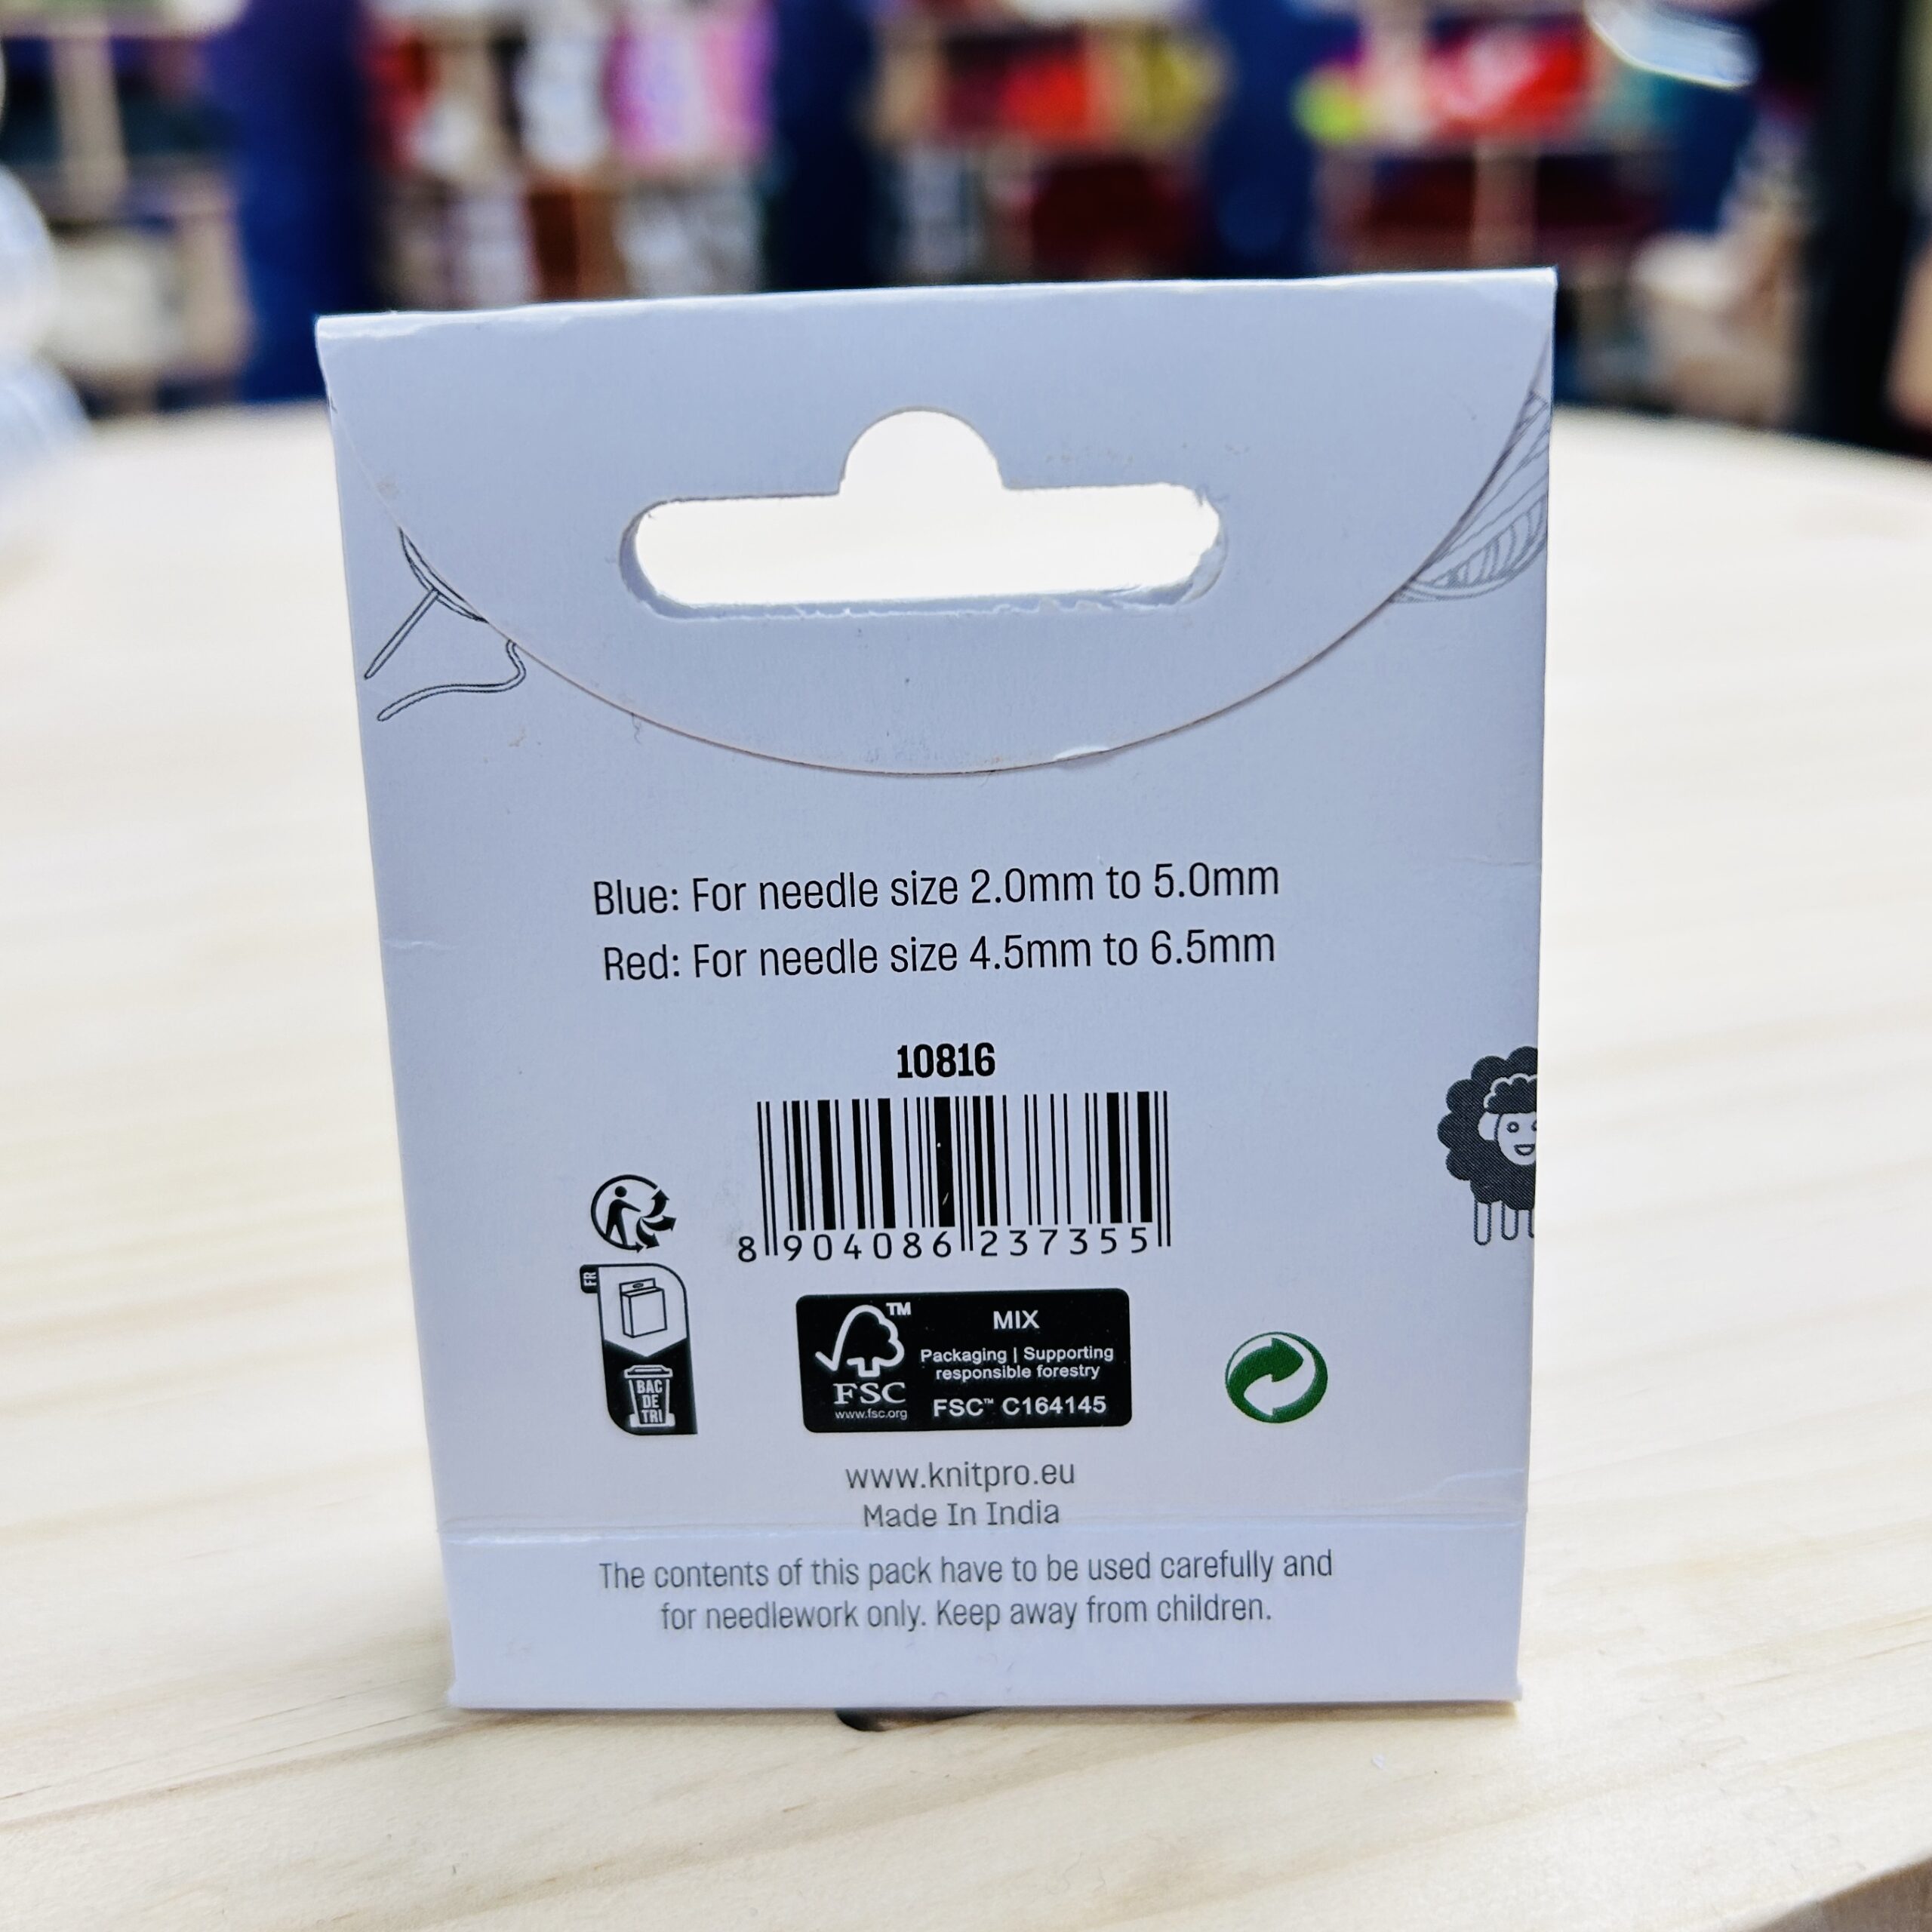 Blue: For needle size 2.0mm to 5.0mm
Red: For needle size 4.5mm to 6.5mm
10816
8 904086 237355
FR
BAC
DE
TRI
FSC™
www.fsc.org
MIX
Packaging | Supporting
responsible forestry
FSC™ C164145
www.knitpro.eu
Made In India
The contents of this pack have to be used carefully and
for needlework only. Keep away from children.